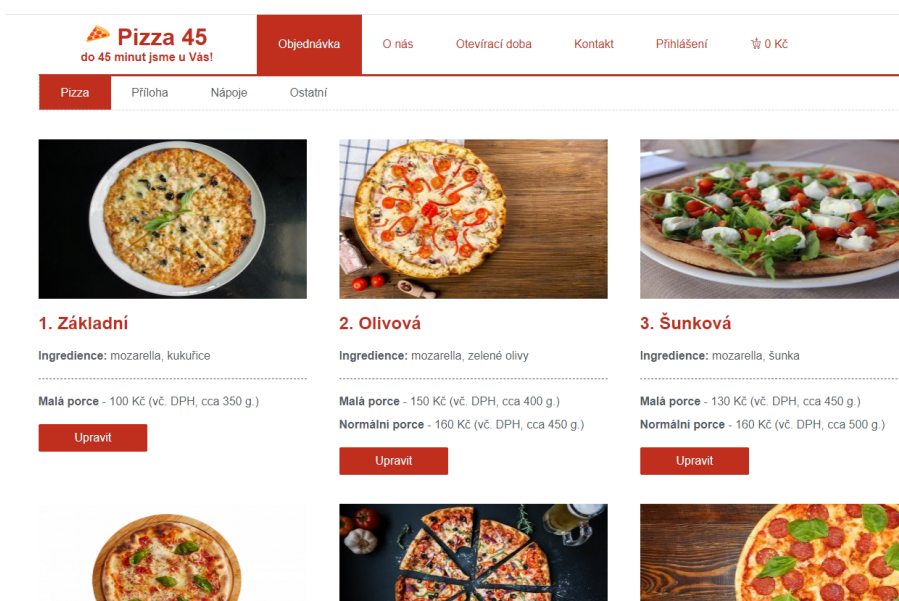 Pizza 45
do 45 minut jsme u Vás!
Objednávka
O nás
Otevírací doba
Kontakt
Přihlášení
0 Kč
Pizza
Příloha
Nápoje
Ostatní
1. Základní
Ingredience: mozarella, kukuřice
Malá porce - 100 Kč (vč. DPH, cca 350 g.)
Upravit
2. Olivová
Ingredience: mozarella, zelené olivy
Malá porce - 150 Kč (vč. DPH, cca 400 g.)
Normální porce - 160 Kč (vč. DPH, cca 450 g.)
Upravit
3. Šunková
Ingredience: mozarella, šunka
Malá porce - 130 Kč (vč. DPH, cca 450 g.)
Normální porce - 160 Kč (vč. DPH, cca 500 g.)
Upravit